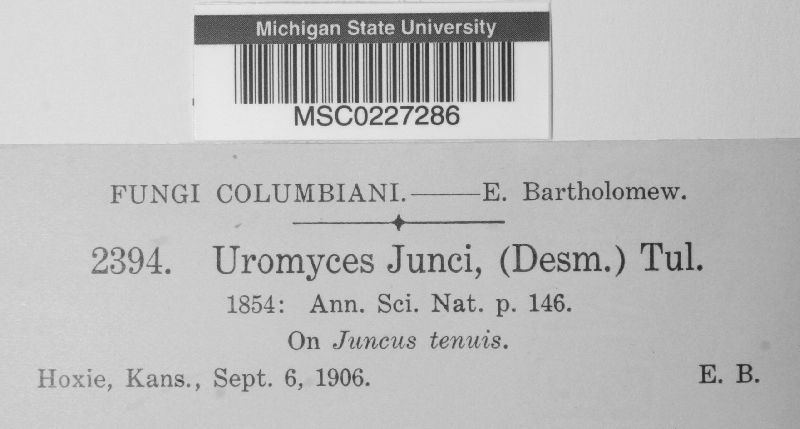 Michigan State University
MSC0227286
FUNGI COLUMBIANI.——E. Bartholomew.
2394. Uromyces Junci, (Desm.) Tul.
1854: Ann. Sci. Nat. p. 146.
On Juncus tenuis.
Hoxie, Kans., Sept. 6, 1906. E. B.